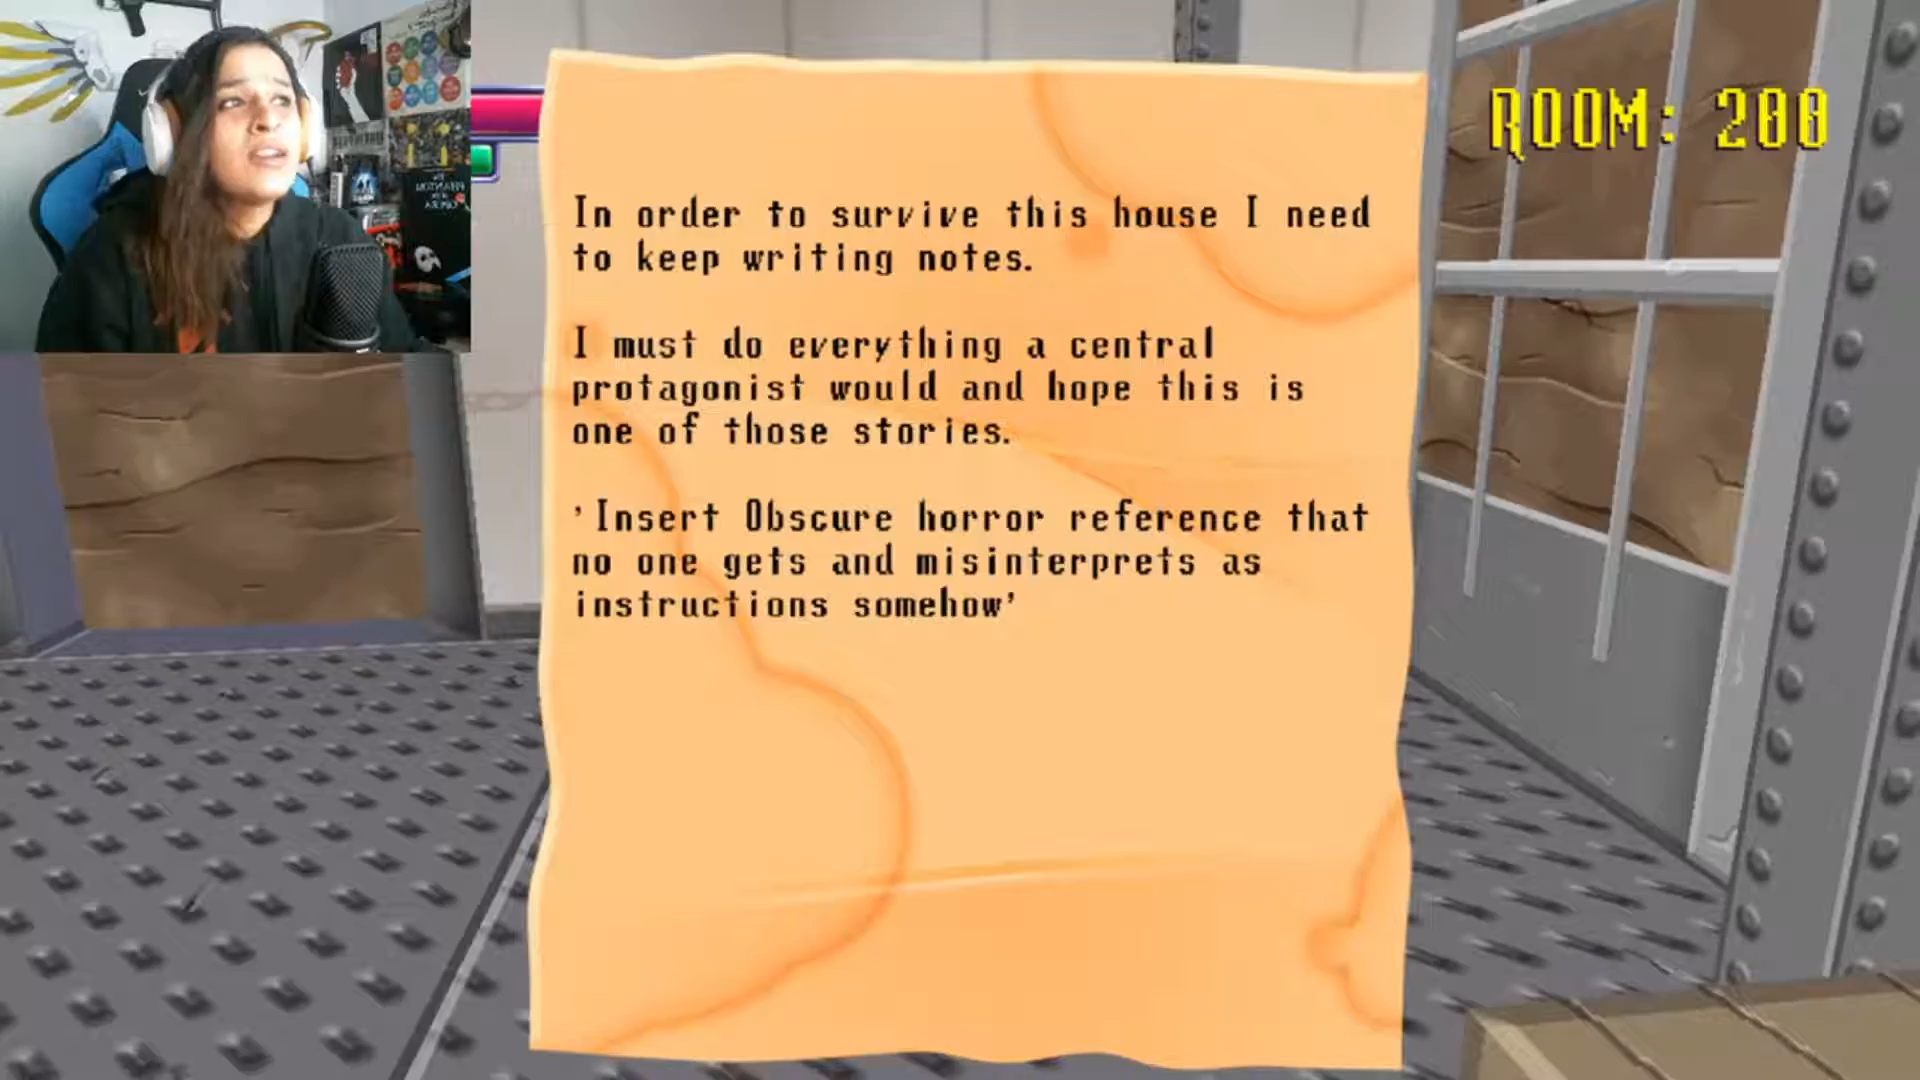 ROOM: 200
In order to survive this house I need
to keep writing notes.
I must do everything a central
protagonist would and hope this is
one of those stories.
'Insert Obscure horror reference that
no one gets and misinterprets as
instructions somehow'